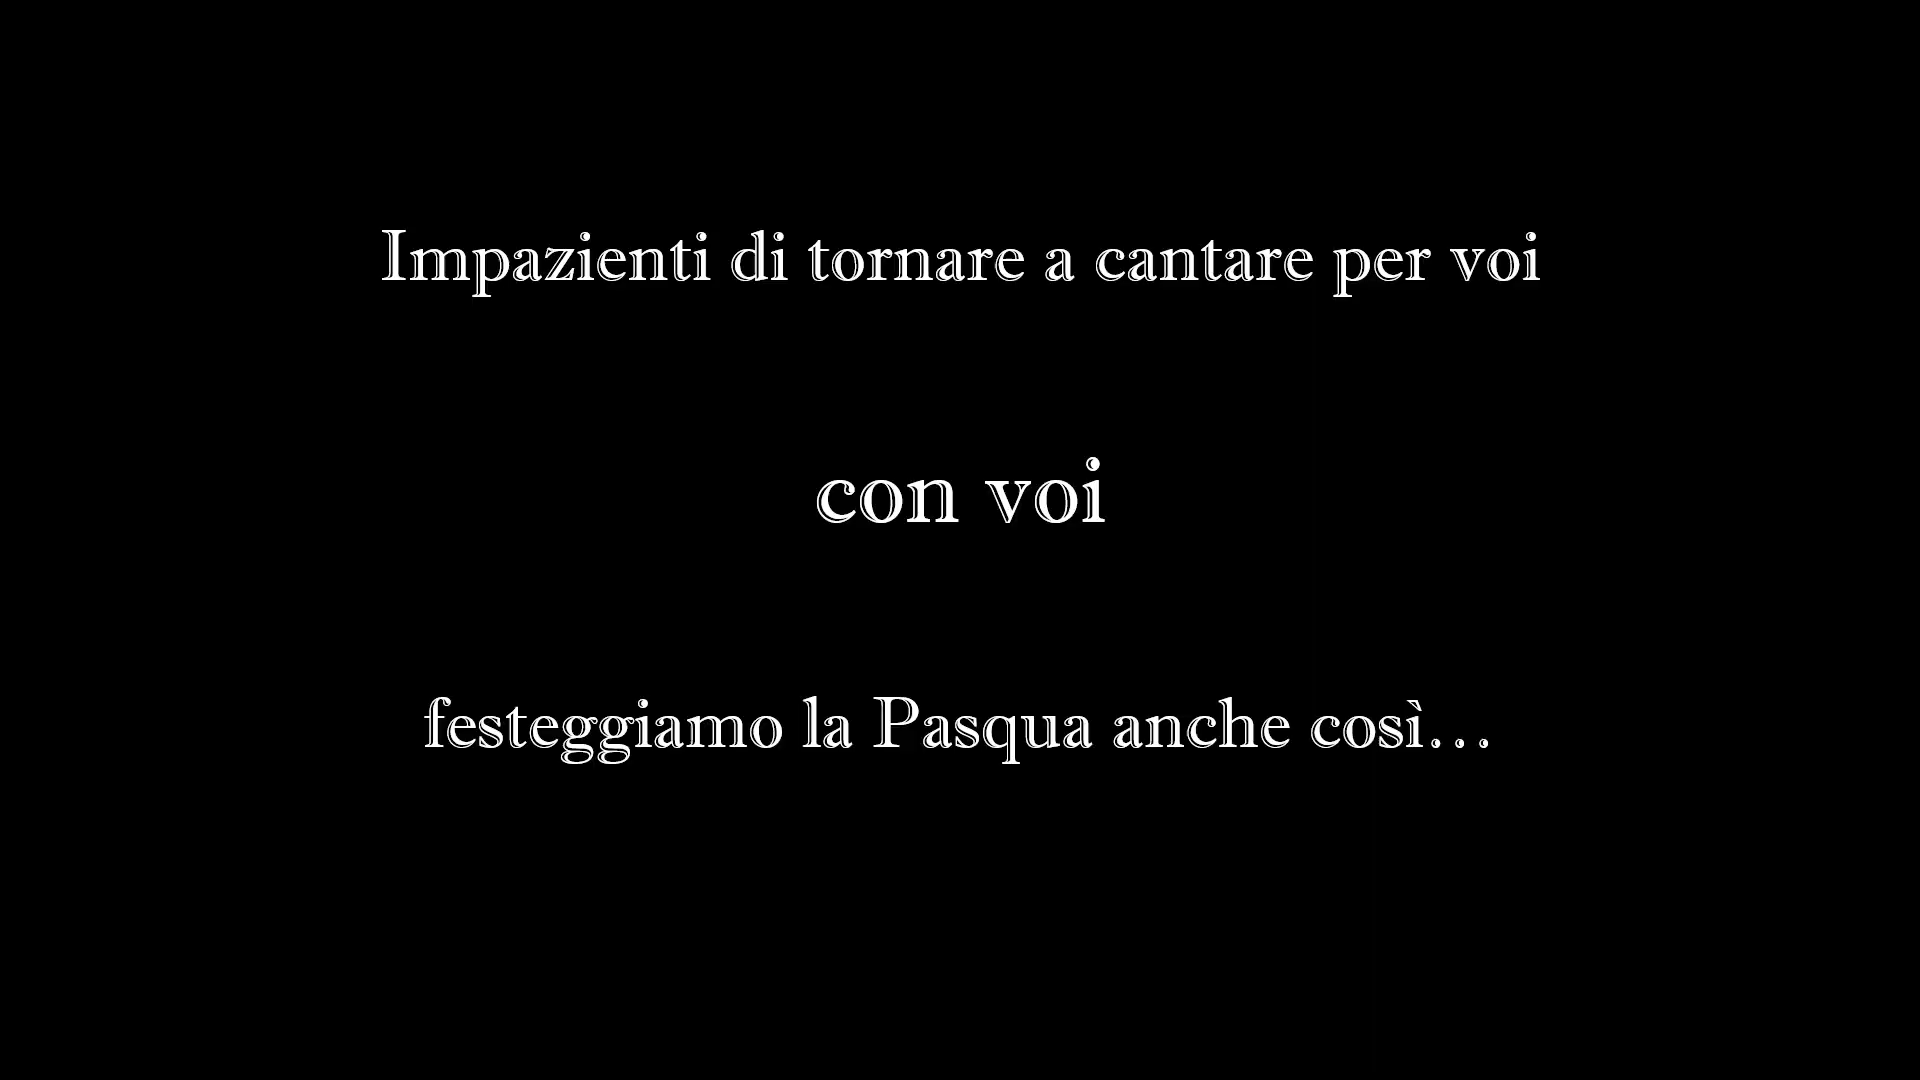 Impazienti di tornare a cantare per voi
con voi
festeggiamo la Pasqua anche così...